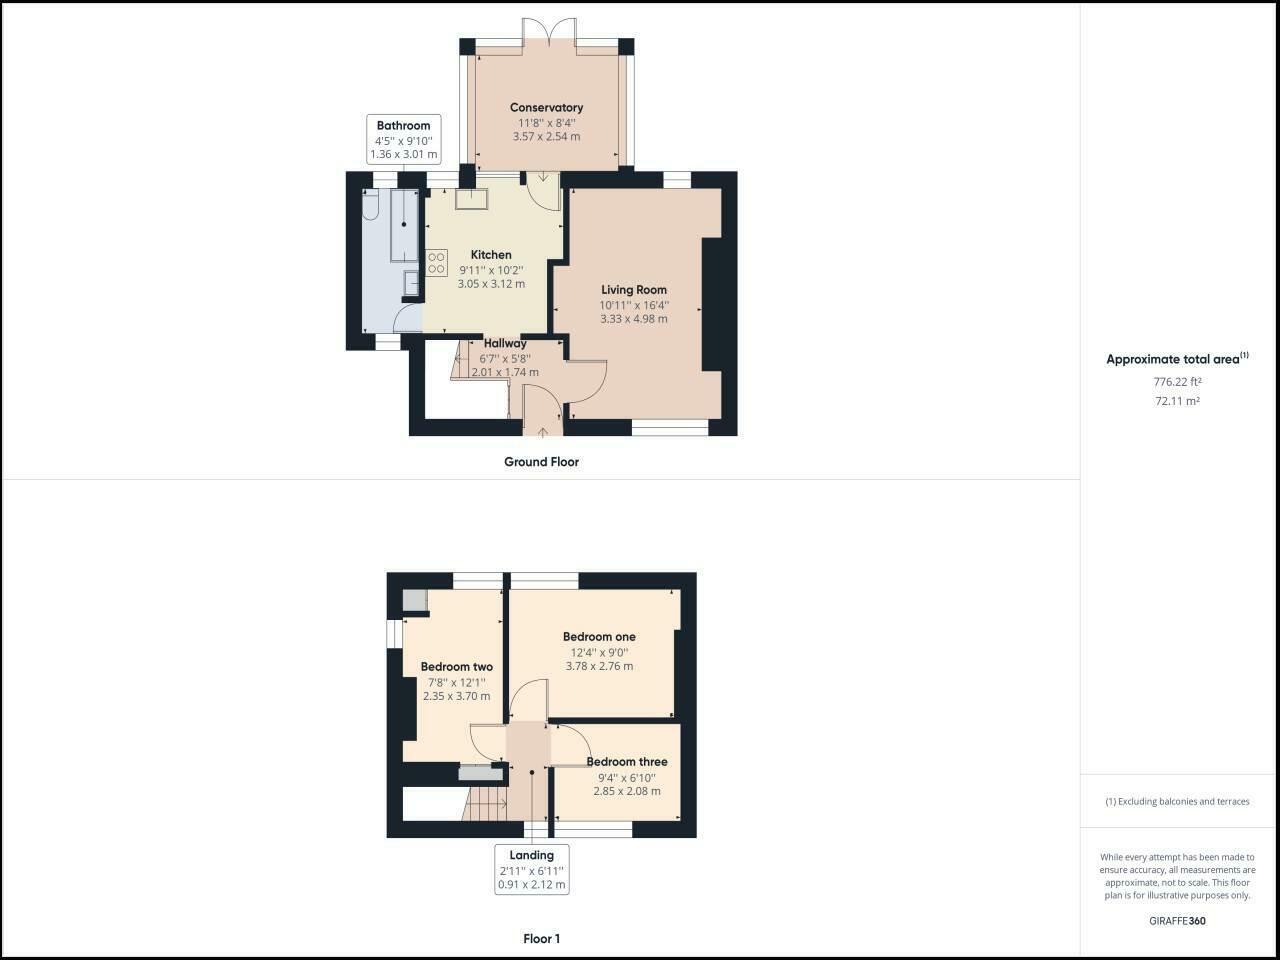 Conservatory
11'8'' x 8'4''
3.57 x 2.54 m
Bathroom
4'5'' x 9'10''
1.36 x 3.01 m
Kitchen
9'11'' x 10'2''
3.05 x 3.12 m
Living Room
10'11'' x 16'4''
3.33 x 4.98 m
Hallway
6'7'' x 5'8''
2.01 x 1.74 m
Ground Floor
Bedroom one
12'4'' x 9'0''
3.78 x 2.76 m
Bedroom two
7'8'' x 12'1''
2.35 x 3.70 m
Bedroom three
9'4'' x 6'10''
2.85 x 2.08 m
Landing
2'11'' x 6'11''
0.91 x 2.12 m
Floor 1
Approximate total area(1)
776.22 ft²
72.11 m²
(1) Excluding balconies and terraces
While every attempt has been made to
ensure accuracy, all measurements are
approximate, not to scale. This floor
plan is for illustrative purposes only.
GIRAFFE360